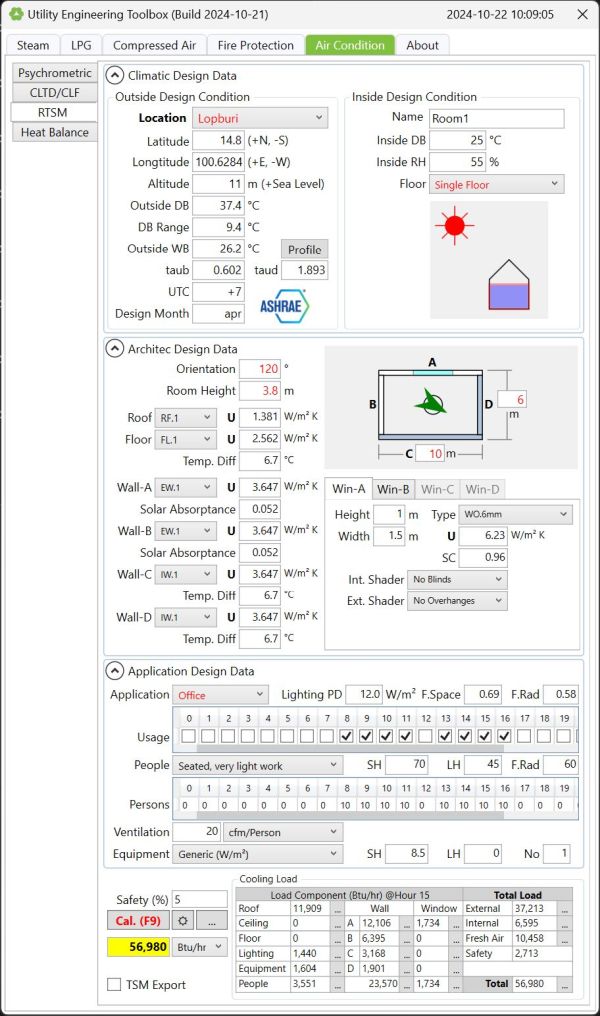 Utility Engineering Toolbox (Build 2024-10-21) 2024-10-22 10:09:05
Steam LPG Compressed Air Fire Protection Air Condition About
Psychrometric
CLTD/CLF
RTSM
Heat Balance
Climatic Design Data
Outside Design Condition
Location Lopburi
Latitude 14.8 (+N, -S)
Longtitude 100.6284 (+E, -W)
Altitude 11 m (+Sea Level)
Outside DB 37.4 °C
DB Range 9.4 °C
Outside WB 26.2 °C Profile
taub 0.602 taud 1.893
UTC +7
Design Month apr
ASHRAE
Inside Design Condition
Name Room1
Inside DB 25 °C
Inside RH 55 %
Floor Single Floor
Architec Design Data
Orientation 120 °
Room Height 3.8 m
Roof RF.1 U 1.381 W/m² K
Floor FL.1 U 2.562 W/m² K
Temp. Diff 6.7 °C
Wall-A EW.1 U 3.647 W/m² K
Solar Absorptance 0.052
Wall-B EW.1 U 3.647 W/m² K
Solar Absorptance 0.052
Wall-C IW.1 U 3.647 W/m² K
Temp. Diff 6.7 °C
Wall-D IW.1 U 3.647 W/m² K
Temp. Diff 6.7 °C
A
B D 6
m
C 10 m
Win-A Win-B Win-C Win-D
Height 1 m Type WO.6mm
Width 1.5 m U 6.23 W/m² K
SC 0.96
Int. Shader No Blinds
Ext. Shader No Overhanges
Application Design Data
Application Office Lighting PD 12.0 W/m² F.Space 0.69 F.Rad 0.58
0 1 2 3 4 5 6 7 8 9 10 11 12 13 14 15 16 17 18 19
Usage
People Seated, very light work SH 70 LH 45 F.Rad 60
0 1 2 3 4 5 6 7 8 9 10 11 12 13 14 15 16 17 18 19
Persons 0 0 0 0 0 0 0 0 10 10 10 10 10 10 10 10 10 0 0 0
Ventilation 20 cfm/Person
Equipment Generic (W/m²) SH 8.5 LH 0 No 1
Safety (%) 5
Cal. (F9) ...
56,980 Btu/hr
TSM Export
Cooling Load
Load Component (Btu/hr) @Hour 15 Total Load
Roof 11,909 ... Wall Window External 37,213 ...
Ceiling 0 ... A 12,106 ... 1,734 ... Internal 6,595 ...
Floor 0 ... B 6,395 ... 0 ... Fresh Air 10,458 ...
Lighting 1,440 ... C 3,168 ... 0 ... Safety 2,713
Equipment 1,604 ... D 1,901 ... 0 ...
People 3,551 ... 23,570 ... 1,734 ... Total 56,980 ...